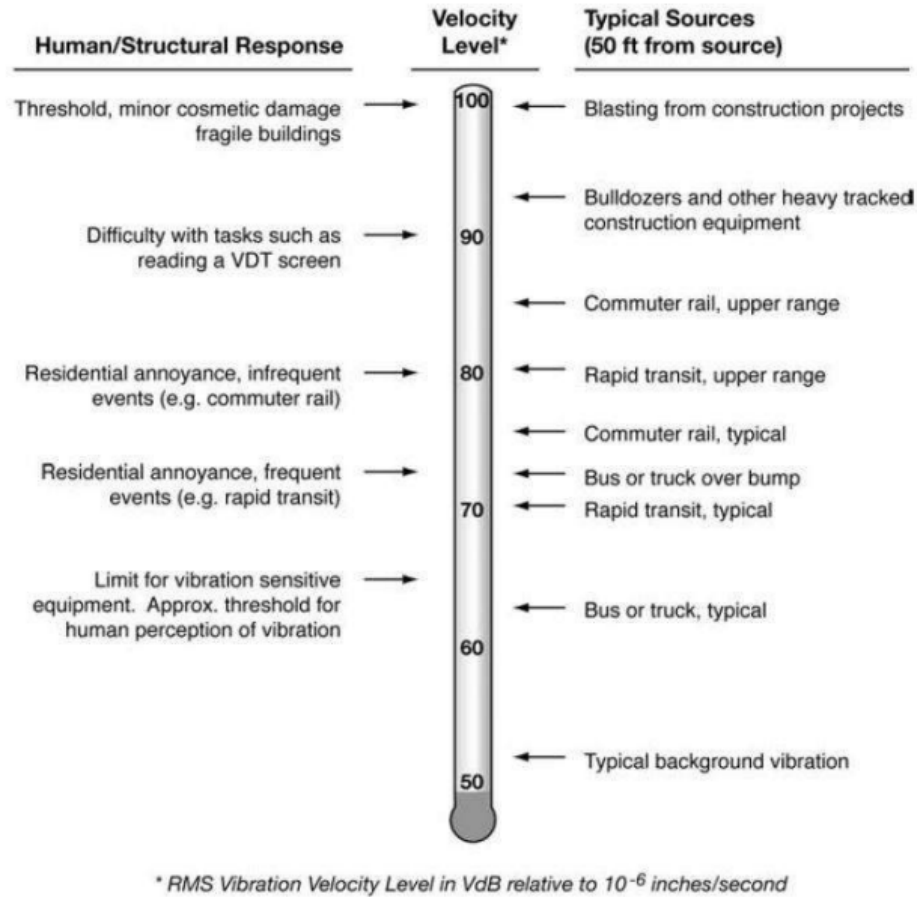 Human/Structural Response
Velocity
Level*
Typical Sources
(50 ft from source)
Threshold, minor cosmetic damage
fragile buildings
100
Blasting from construction projects
Bulldozers and other heavy tracked
construction equipment
Difficulty with tasks such as
reading a VDT screen
90
Commuter rail, upper range
Residential annoyance, infrequent
events (e.g. commuter rail)
80
Rapid transit, upper range
Commuter rail, typical
Residential annoyance, frequent
events (e.g. rapid transit)
Bus or truck over bump
70
Rapid transit, typical
Limit for vibration sensitive
equipment. Approx. threshold for
human perception of vibration
Bus or truck, typical
60
Typical background vibration
50
* RMS Vibration Velocity Level in VdB relative to 10⁻⁶ inches/second